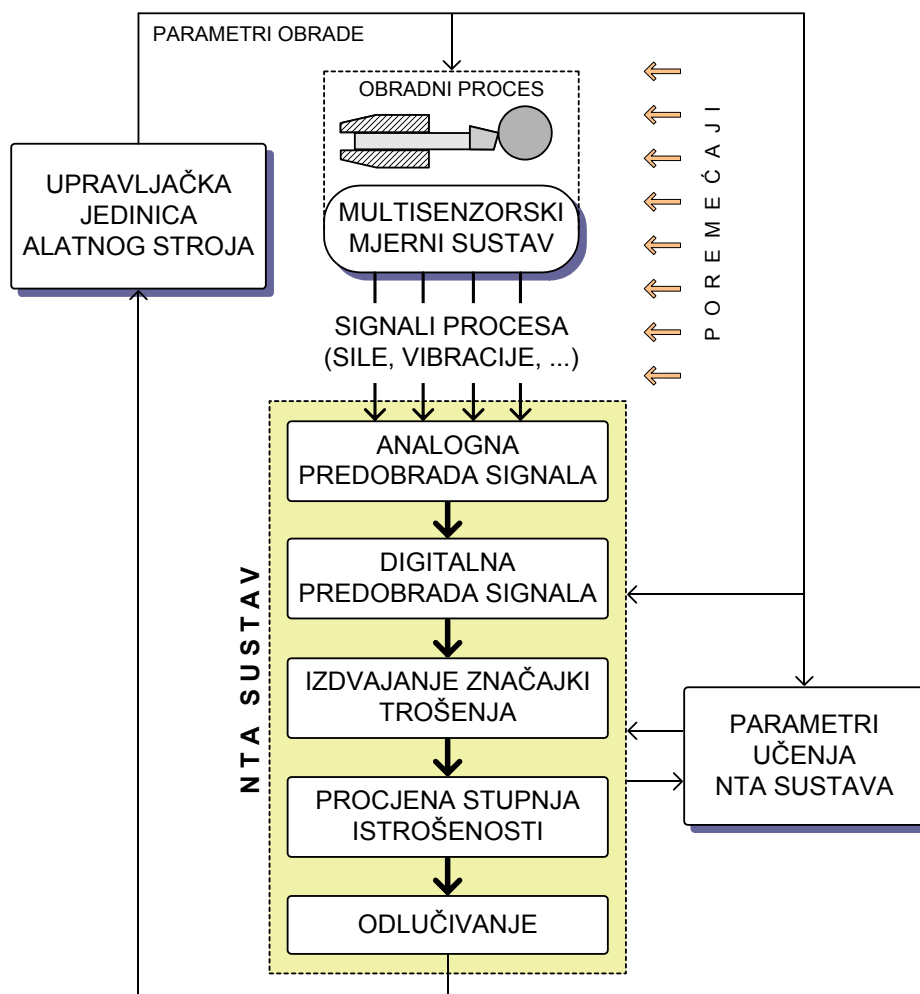 PARAMETRI OBRADE
OBRADNI PROCES
UPRAVLJAČKA
JEDINICA
ALATNOG STROJA
MULTISENZORSKI
MJERNI SUSTAV
POREMEĆAJI
SIGNALI PROCESA
(SILE, VIBRACIJE, ...)
NTA SUSTAV
ANALOGNA
PREDOBRADA SIGNALA
DIGITALNA
PREDOBRADA SIGNALA
IZDVAJANJE ZNAČAJKI
TROŠENJA
PROCJENA STUPNJA
ISTROŠENOSTI
ODLUČIVANJE
PARAMETRI
UČENJA
NTA SUSTAVA